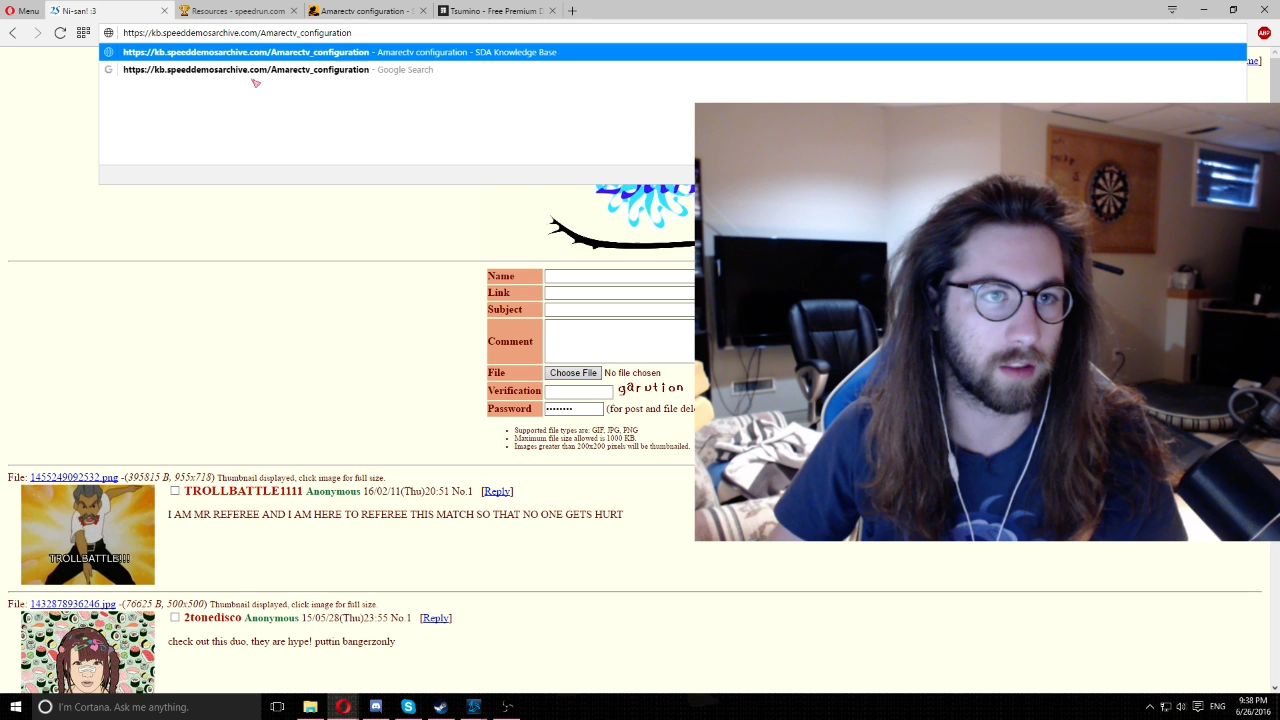 Menu
Amarectv - S
Ni-san! :3
Resources - speedrun.com
Amarectv Configuration -
Tsumino - Free Premium D
https://kb.speeddemosarchive.com/Amarectv_configuration
https://kb.speeddemosarchive.com/Amarectv_configuration - Amarectv configuration - SDA Knowledge Base
https://kb.speeddemosarchive.com/Amarectv_configuration - Google Search
ABP
Name
Link
Subject
Comment
File Choose File No file chosen
Verification garution
Password •••••••• (for post and file dele
Supported file types are: GIF, JPG, PNG
Maximum file size allowed is 1000 KB.
Images greater than 200x200 pixels will be thumbnailed.
File: 1455249092532.png -(395815 B, 955x718) Thumbnail displayed, click image for full size.
TROLLBATTLE1111 Anonymous 16/02/11(Thu)20:51 No.1 [Reply]
I AM MR REFEREE AND I AM HERE TO REFEREE THIS MATCH SO THAT NO ONE GETS HURT
TROLLBATTLE!!!
File: 1432878936246.jpg -(76625 B, 500x500) Thumbnail displayed, click image for full size.
2tonedisco Anonymous 15/05/28(Thu)23:55 No.1 [Reply]
check out this duo, they are hype! puttin bangerzonly
I'm Cortana. Ask me anything.
9:38 PM
6/26/2016